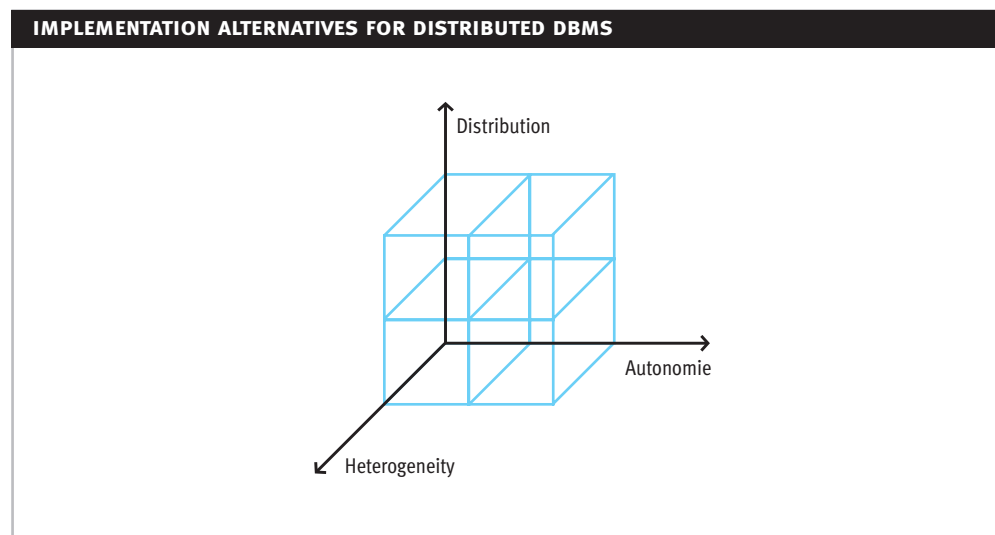 IMPLEMENTATION ALTERNATIVES FOR DISTRIBUTED DBMS
Distribution
Autonomie
Heterogeneity